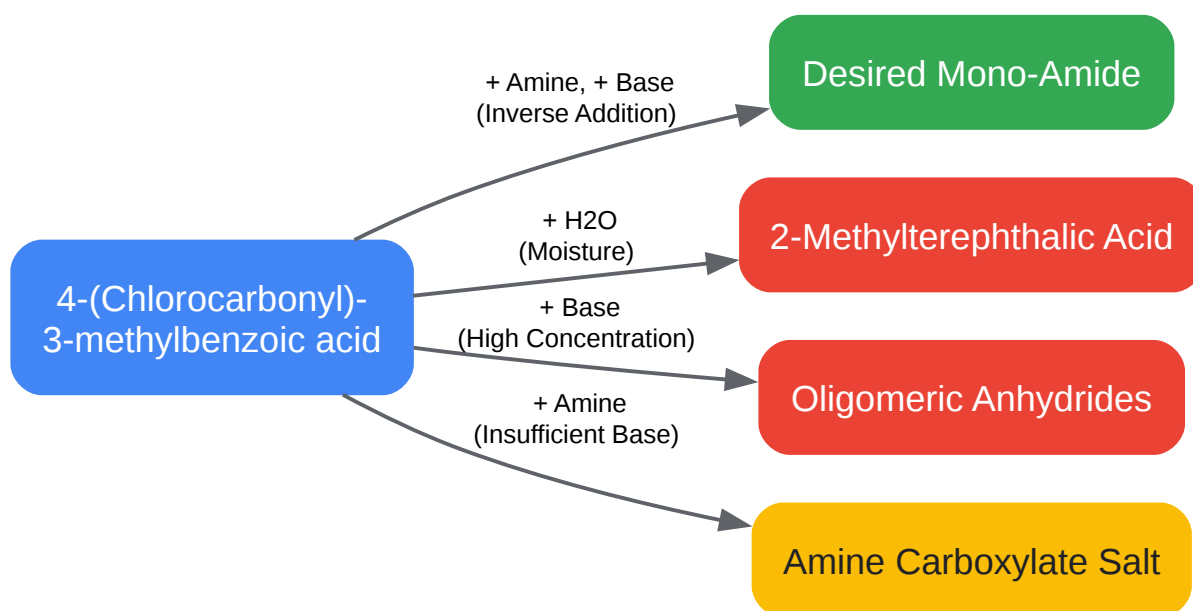 + Amine, + Base
(Inverse Addition)
Desired Mono-Amide
+ H2O
(Moisture)
2-Methylterephthalic Acid
4-(Chlorocarbonyl)-
3-methylbenzoic acid
+ Base
(High Concentration)
Oligomeric Anhydrides
+ Amine
(Insufficient Base)
Amine Carboxylate Salt